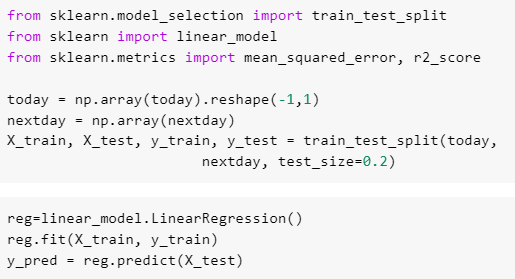 from sklearn.model_selection import train_test_split
from sklearn import linear_model
from sklearn.metrics import mean_squared_error, r2_score
today = np.array(today).reshape(-1,1)
nextday = np.array(nextday)
X_train, X_test, y_train, y_test = train_test_split(today,
nextday, test_size=0.2)
reg=linear_model.LinearRegression()
reg.fit(X_train, y_train)
y_pred = reg.predict(X_test)